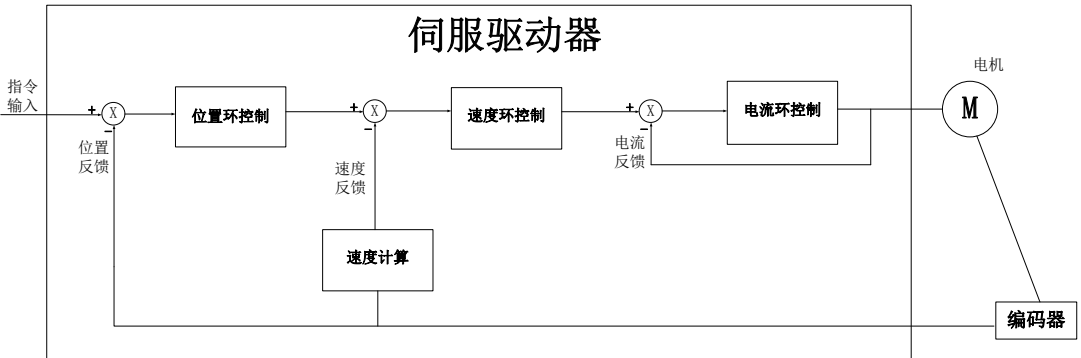 伺服驱动器
指令
输入
+
X
−
位置
反馈
位置环控制
+
X
−
速度
反馈
速度环控制
+
X
−
电流
反馈
电流环控制
电机
M
速度计算
编码器